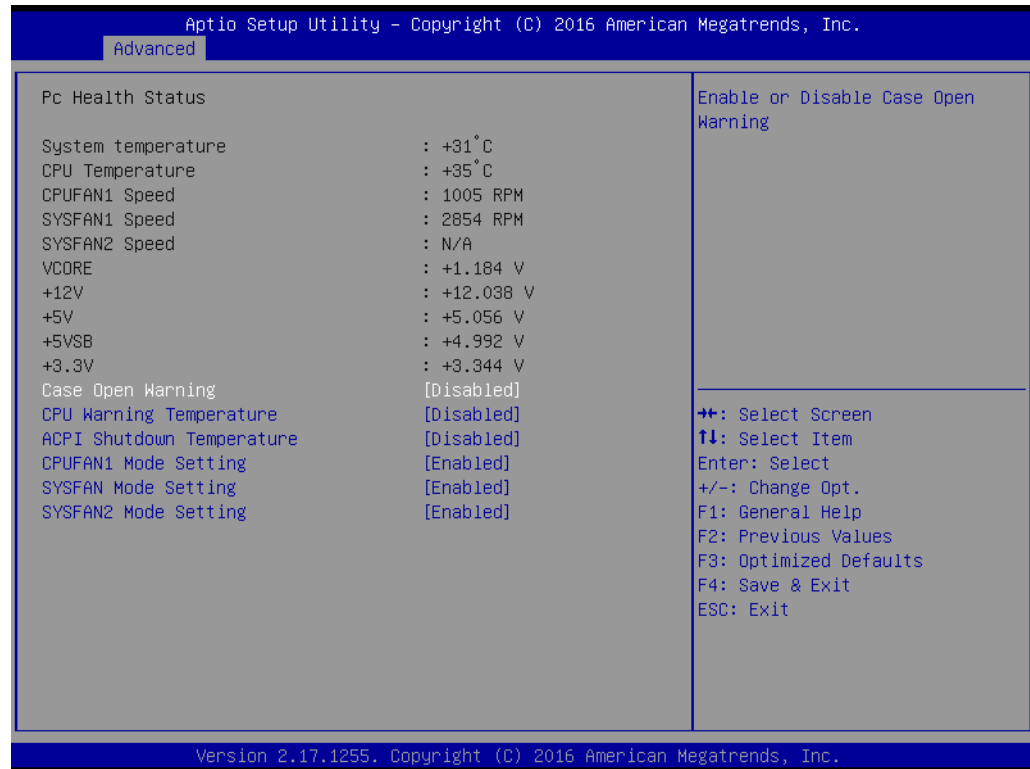 Aptio Setup Utility – Copyright (C) 2016 American Megatrends, Inc.
Advanced
Pc Health Status
System temperature : +31°C
CPU Temperature : +35°C
CPUFAN1 Speed : 1005 RPM
SYSFAN1 Speed : 2854 RPM
SYSFAN2 Speed : N/A
VCORE : +1.184 V
+12V : +12.038 V
+5V : +5.056 V
+5VSB : +4.992 V
+3.3V : +3.344 V
Case Open Warning [Disabled]
CPU Warning Temperature [Disabled]
ACPI Shutdown Temperature [Disabled]
CPUFAN1 Mode Setting [Enabled]
SYSFAN Mode Setting [Enabled]
SYSFAN2 Mode Setting [Enabled]
Enable or Disable Case Open
Warning
→←: Select Screen
↑↓: Select Item
Enter: Select
+/-: Change Opt.
F1: General Help
F2: Previous Values
F3: Optimized Defaults
F4: Save & Exit
ESC: Exit
Version 2.17.1255. Copyright (C) 2016 American Megatrends, Inc.